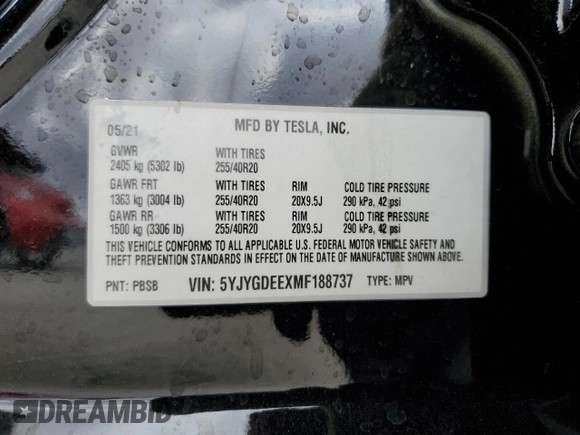 05/21 MFD BY TESLA, INC.
GVWR WITH TIRES
2405 kg (5302 lb) 255/40R20
GAWR FRT WITH TIRES RIM COLD TIRE PRESSURE
1363 kg (3004 lb) 255/40R20 20X9.5J 290 kPa, 42 psi
GAWR RR WITH TIRES RIM COLD TIRE PRESSURE
1500 kg (3306 lb) 255/40R20 20X9.5J 290 kPa, 42 psi
THIS VEHICLE CONFORMS TO ALL APPLICABLE U.S. FEDERAL MOTOR VEHICLE SAFETY AND
THEFT PREVENTION STANDARDS IN EFFECT ON THE DATE OF MANUFACTURE SHOWN ABOVE.
PNT: PBSB VIN: 5YJYGDEEXMF188737 TYPE: MPV
DREAMBID